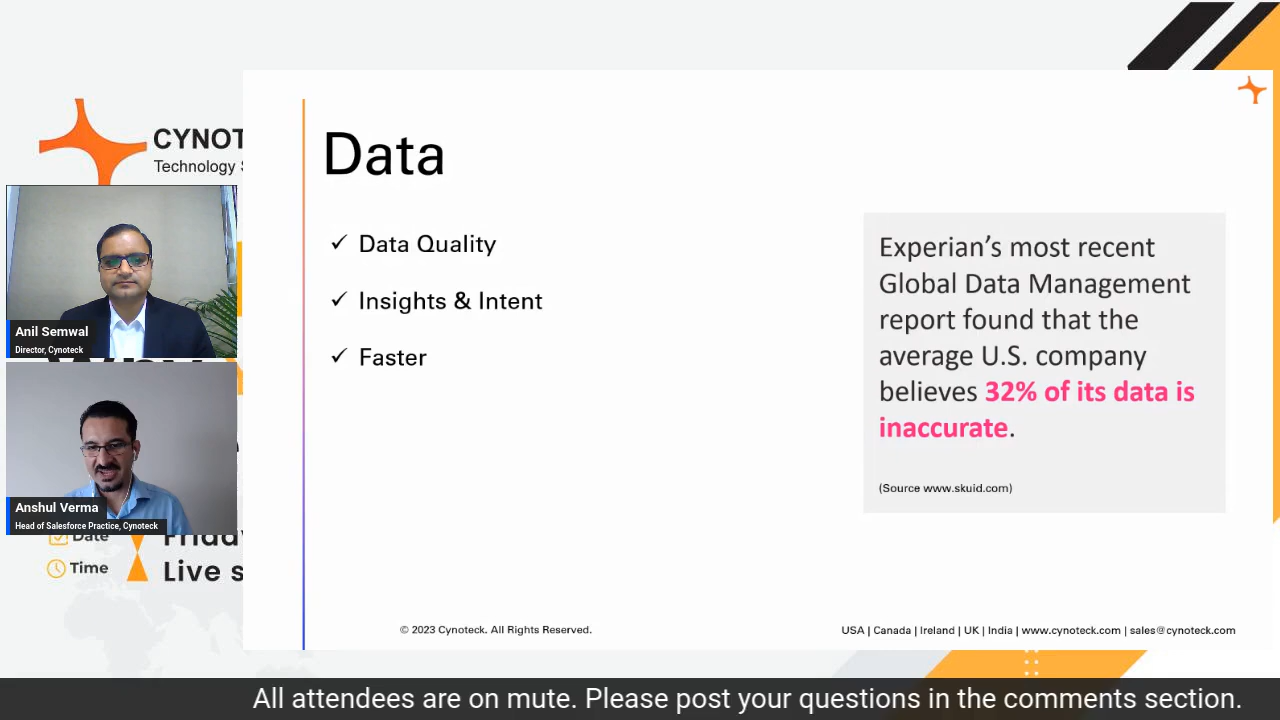 CYNOT
Technology S
Anil Semwal
Director, Cynoteck
Anshul Verma
Head of Salesforce Practice, Cynoteck
Date
Friday
Time
Live s
Data
✓ Data Quality
✓ Insights & Intent
✓ Faster
Experian’s most recent
Global Data Management
report found that the
average U.S. company
believes 32% of its data is
inaccurate.
(Source www.skuid.com)
© 2023 Cynoteck. All Rights Reserved.
USA | Canada | Ireland | UK | India | www.cynoteck.com | sales@cynoteck.com
All attendees are on mute. Please post your questions in the comments section.